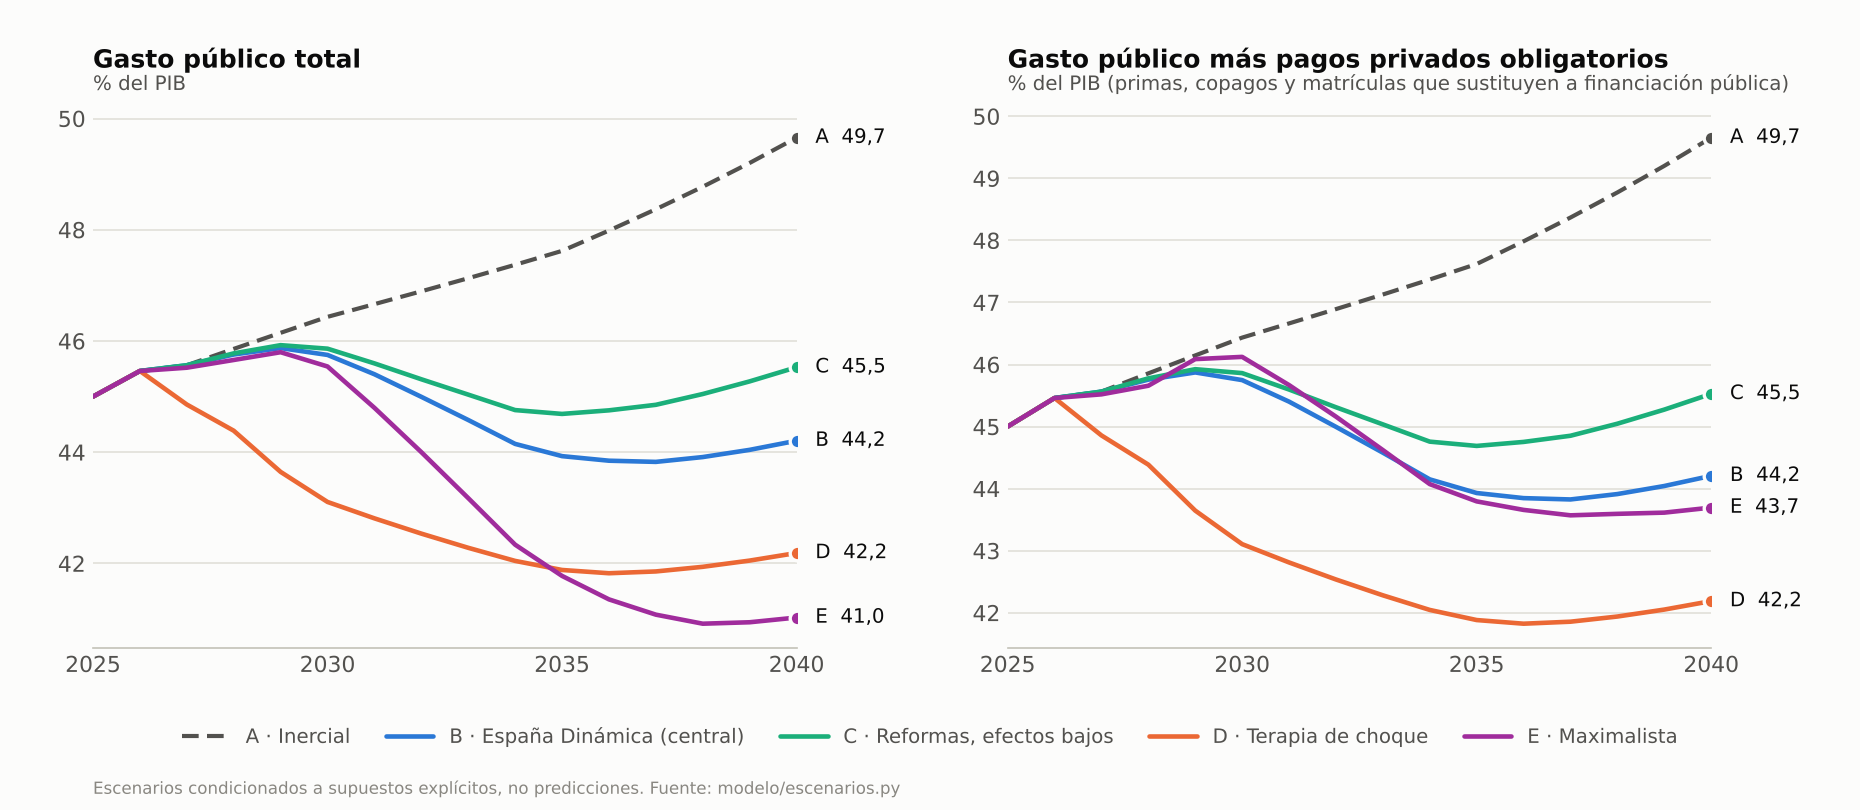 Gasto público total
% del PIB
50
48
46
44
42
2025
2030
2035
2040
A 49,7
C 45,5
B 44,2
D 42,2
E 41,0
Gasto público más pagos privados obligatorios
% del PIB (primas, copagos y matrículas que sustituyen a financiación pública)
50
49
48
47
46
45
44
43
42
2025
2030
2035
2040
A 49,7
C 45,5
B 44,2
E 43,7
D 42,2
A · Inercial
B · España Dinámica (central)
C · Reformas, efectos bajos
D · Terapia de choque
E · Maximalista
Escenarios condicionados a supuestos explícitos, no predicciones. Fuente: modelo/escenarios.py